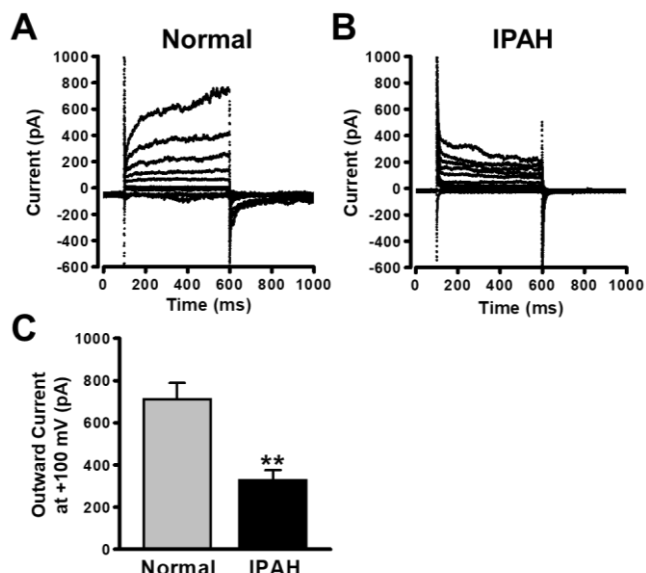 A
Normal
Current (pA)
1000
800
600
400
200
0
-200
-400
-600
0 200 400 600 800 1000
Time (ms)
B
IPAH
Current (pA)
1000
800
600
400
200
0
-200
-400
-600
0 200 400 600 800 1000
Time (ms)
C
Outward Current
at +100 mV (pA)
1000
800
600
400
200
0
**
Normal IPAH